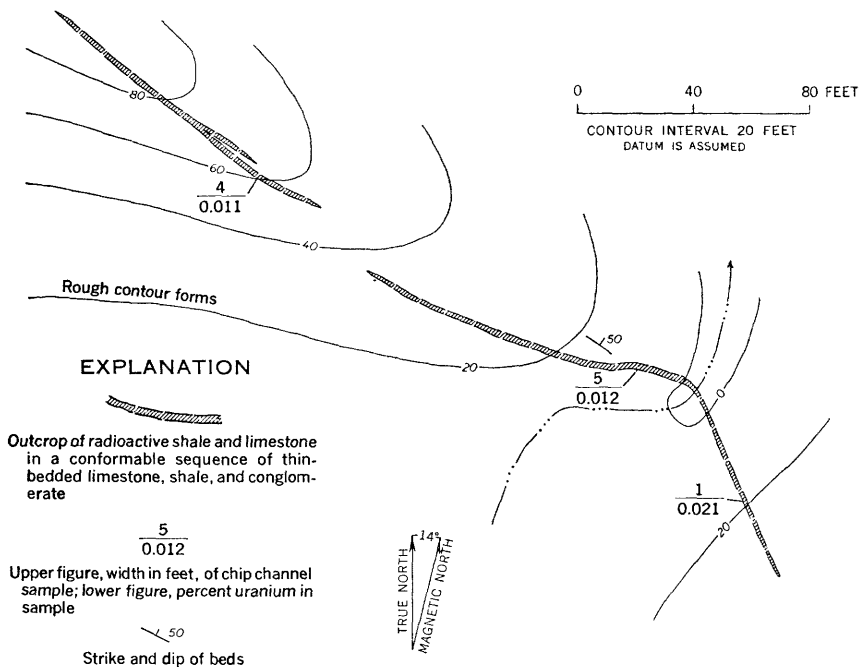 0 40 80 FEET
CONTOUR INTERVAL 20 FEET
DATUM IS ASSUMED
80
60
4
0.011
40
Rough contour forms
20
50
5
0.012
0
1
0.021
20
EXPLANATION
Outcrop of radioactive shale and limestone
in a conformable sequence of thin-
bedded limestone, shale, and conglom-
erate
5
0.012
Upper figure, width in feet, of chip channel
sample; lower figure, percent uranium in
sample
50
Strike and dip of beds
14°
TRUE NORTH
MAGNETIC NORTH